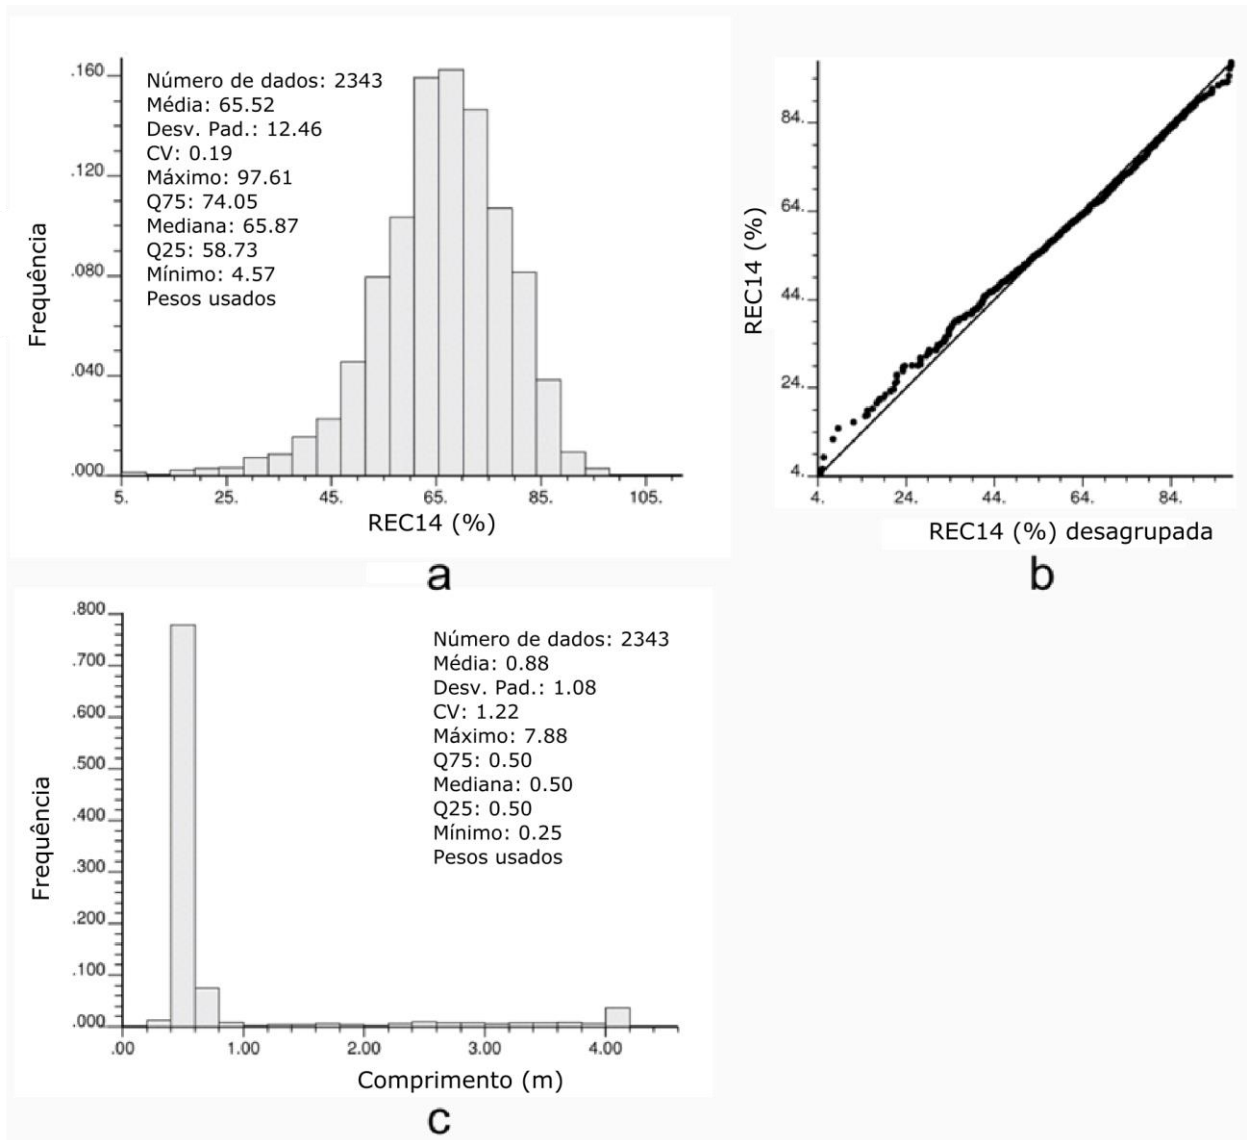 .160
.120
.080
.040
.000
Frequência
Número de dados: 2343
Média: 65.52
Desv. Pad.: 12.46
CV: 0.19
Máximo: 97.61
Q75: 74.05
Mediana: 65.87
Q25: 58.73
Mínimo: 4.57
Pesos usados
5. 25. 45. 65. 85. 105.
REC14 (%)
a
84.
64.
44.
24.
4.
REC14 (%)
4. 24. 44. 64. 84.
REC14 (%) desagrupada
b
.800
.700
.600
.500
.400
.300
.200
.100
.000
Frequência
Número de dados: 2343
Média: 0.88
Desv. Pad.: 1.08
CV: 1.22
Máximo: 7.88
Q75: 0.50
Mediana: 0.50
Q25: 0.50
Mínimo: 0.25
Pesos usados
.00 1.00 2.00 3.00 4.00
Comprimento (m)
c